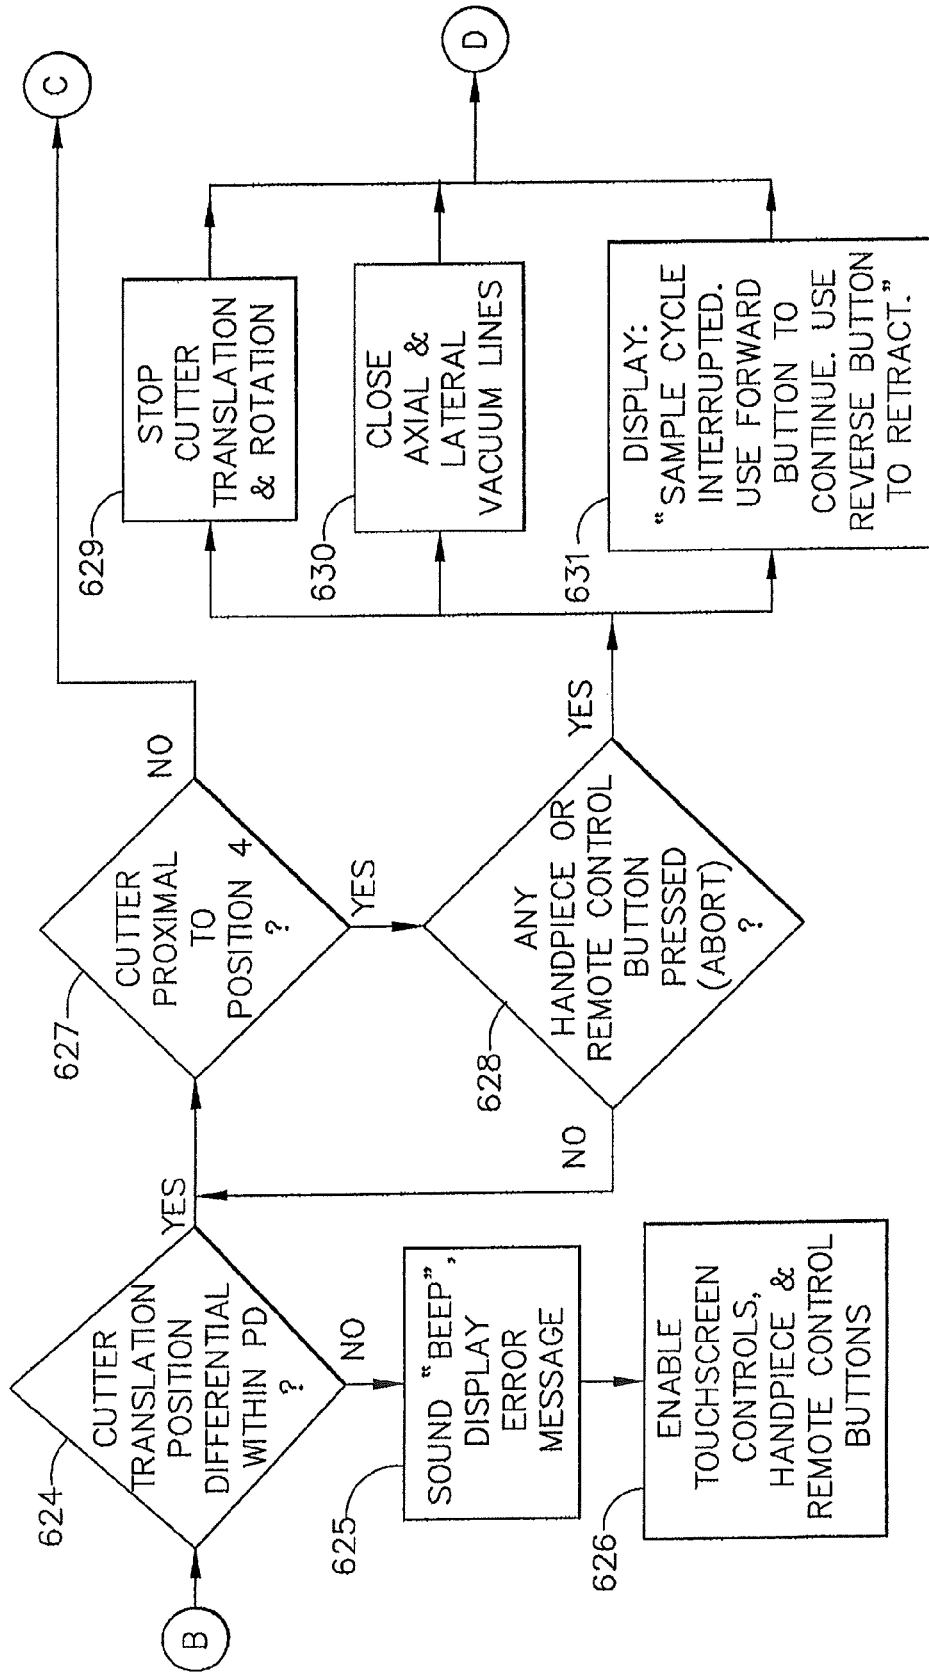 B
624
CUTTER
TRANSLATION
POSITION
DIFFERENTIAL
WITHIN PD
?
YES
NO
625
SOUND "BEEP",
DISPLAY
ERROR
MESSAGE
626
ENABLE
TOUCHSCREEN
CONTROLS,
HANDPIECE &
REMOTE CONTROL
BUTTONS
627
CUTTER
PROXIMAL
TO
POSITION 4
?
NO
YES
C
628
ANY
HANDPIECE OR
REMOTE CONTROL
BUTTON
PRESSED
(ABORT)
?
NO
YES
629
STOP
CUTTER
TRANSLATION
& ROTATION
630
CLOSE
AXIAL &
LATERAL
VACUUM LINES
631
DISPLAY:
"SAMPLE CYCLE
INTERRUPTED.
USE FORWARD
BUTTON TO
CONTINUE. USE
REVERSE BUTTON
TO RETRACT."
D